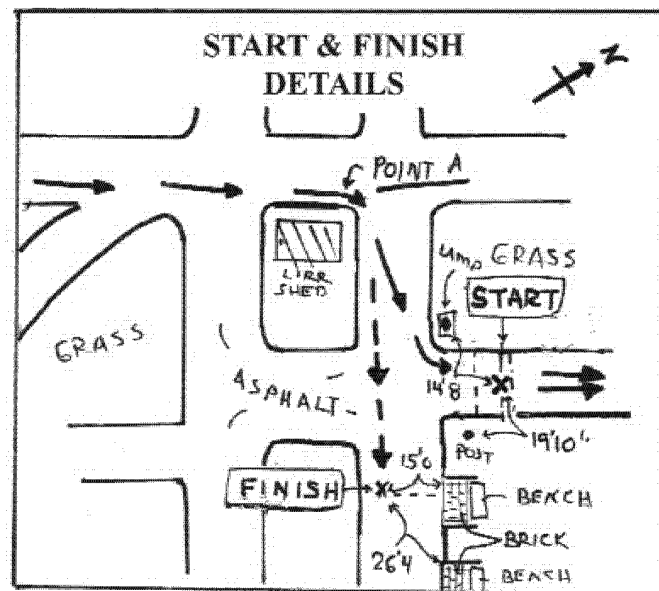 START & FINISH
DETAILS
N
POINT A
LIRR
SHED
GRASS
START
GRASS
14'8
ASPHALT
19'10"
POST
15'0
FINISH
BENCH
BRICK
26'4
BENCH